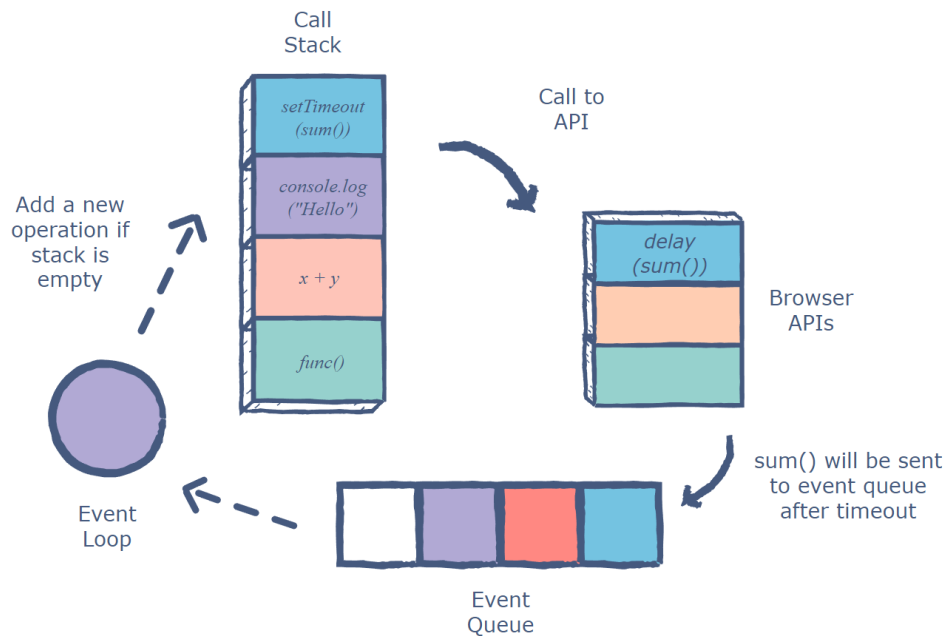 Call
Stack
setTimeout
(sum())
console.log
("Hello")
x + y
func()
Call to
API
delay
(sum())
Browser
APIs
sum() will be sent
to event queue
after timeout
Event
Queue
Event
Loop
Add a new
operation if
stack is
empty